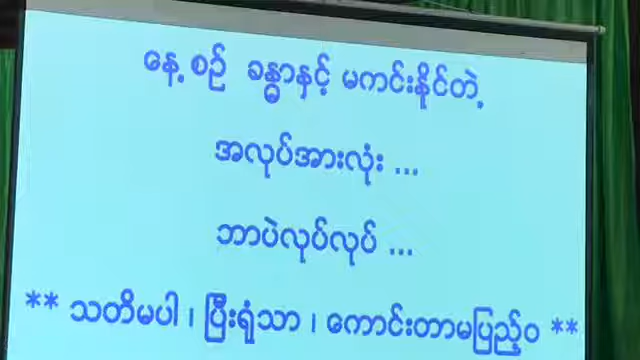 နေ့ စဉ် ခန္ဓာနှင့် မကင်းနိုင်တဲ့
အလုပ်အားလုံး ...
ဘာပဲလုပ်လုပ် ...
** သတိမပါ ၊ ပြီးရုံသာ ၊ ကောင်းတာမပြည့်ဝ **